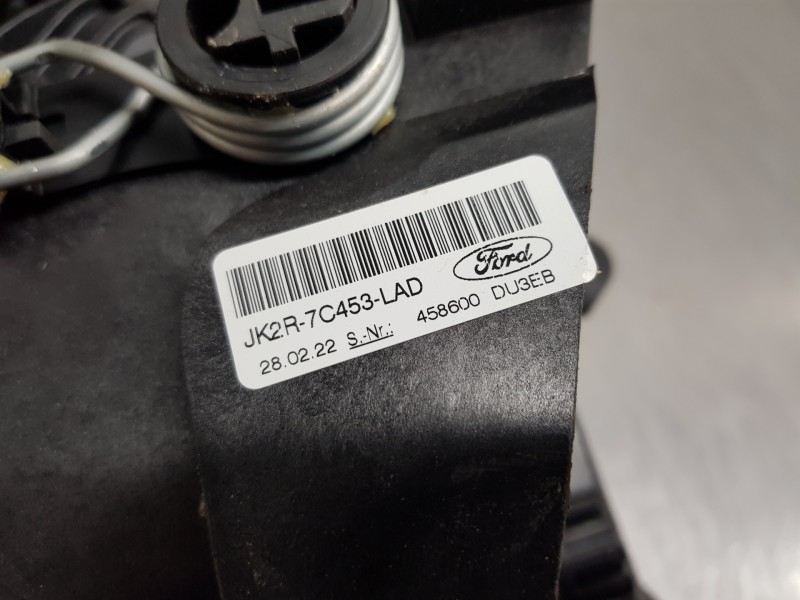 Ford
JK2R-7C453-LAD
28.02.22 S.-Nr.: 458600 DU3EB